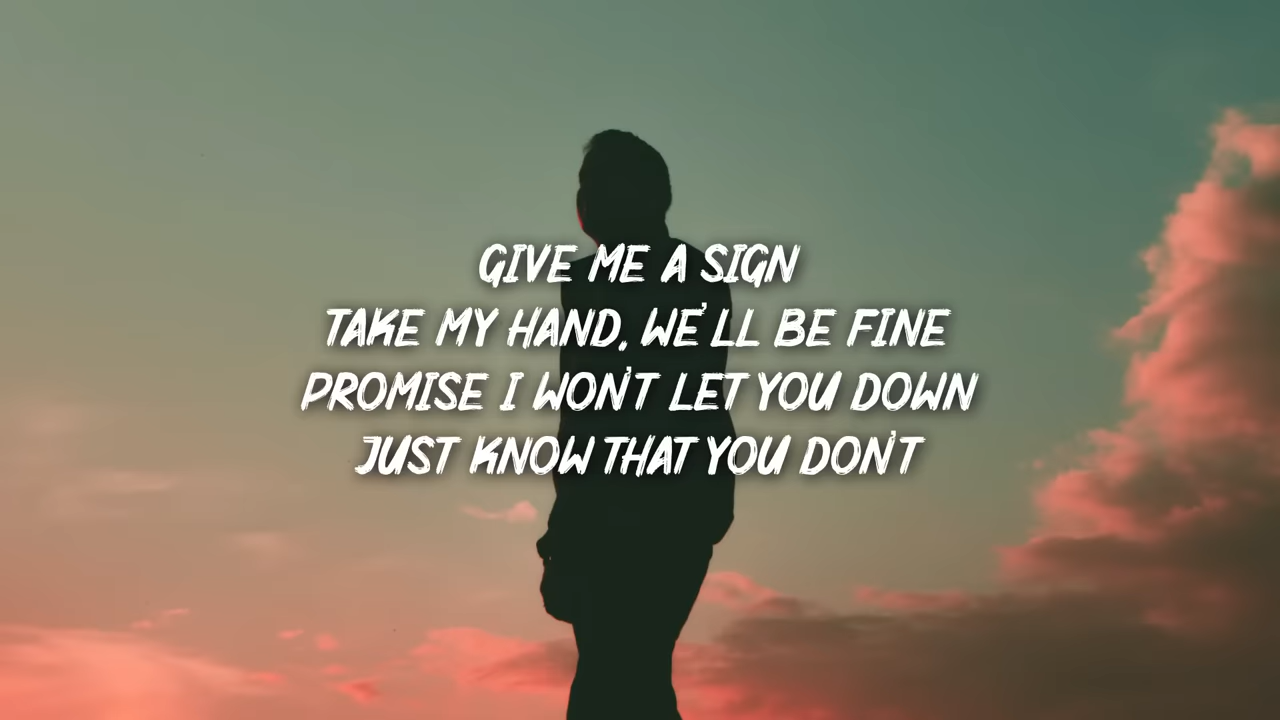 GIVE ME A SIGN
TAKE MY HAND, WE'LL BE FINE
PROMISE I WON'T LET YOU DOWN
JUST KNOW THAT YOU DON'T